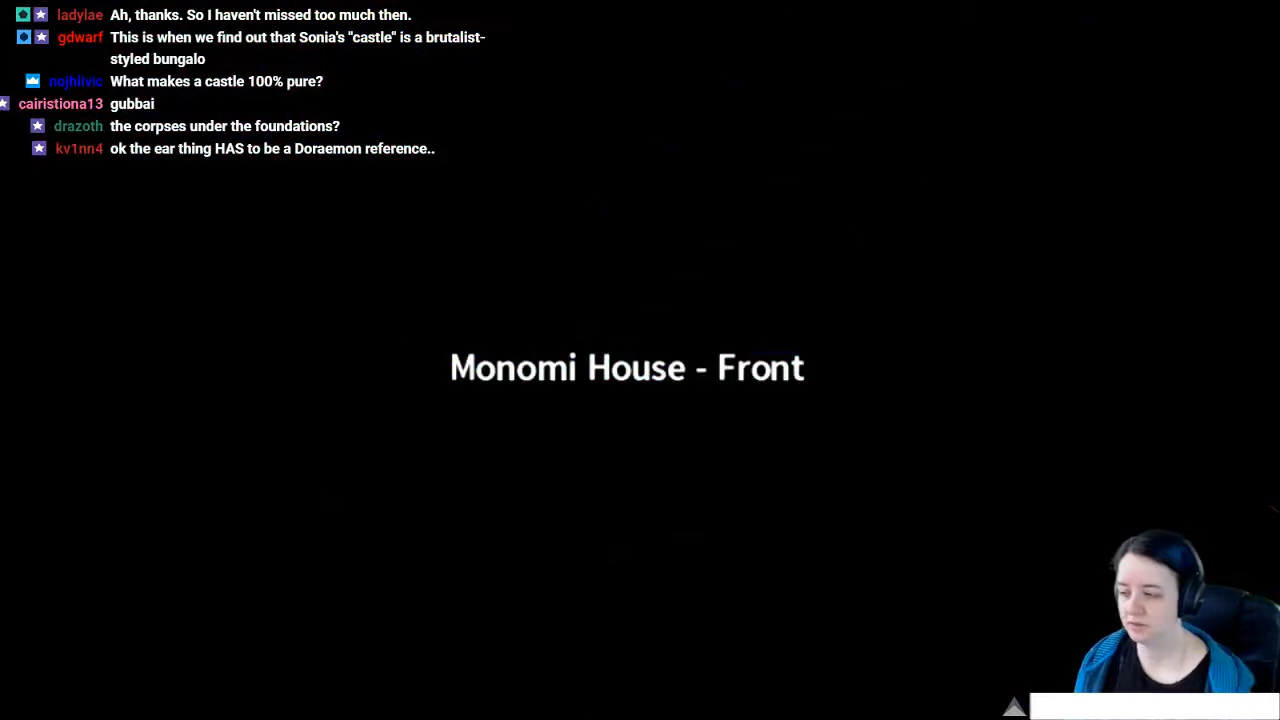 ladylae Ah, thanks. So I haven't missed too much then.
gdwarf This is when we find out that Sonia's "castle" is a brutalist-
styled bungalo
nojhlivic What makes a castle 100% pure?
cairistiona13 gubbai
drazoth the corpses under the foundations?
kv1nn4 ok the ear thing HAS to be a Doraemon reference..
Monomi House - Front